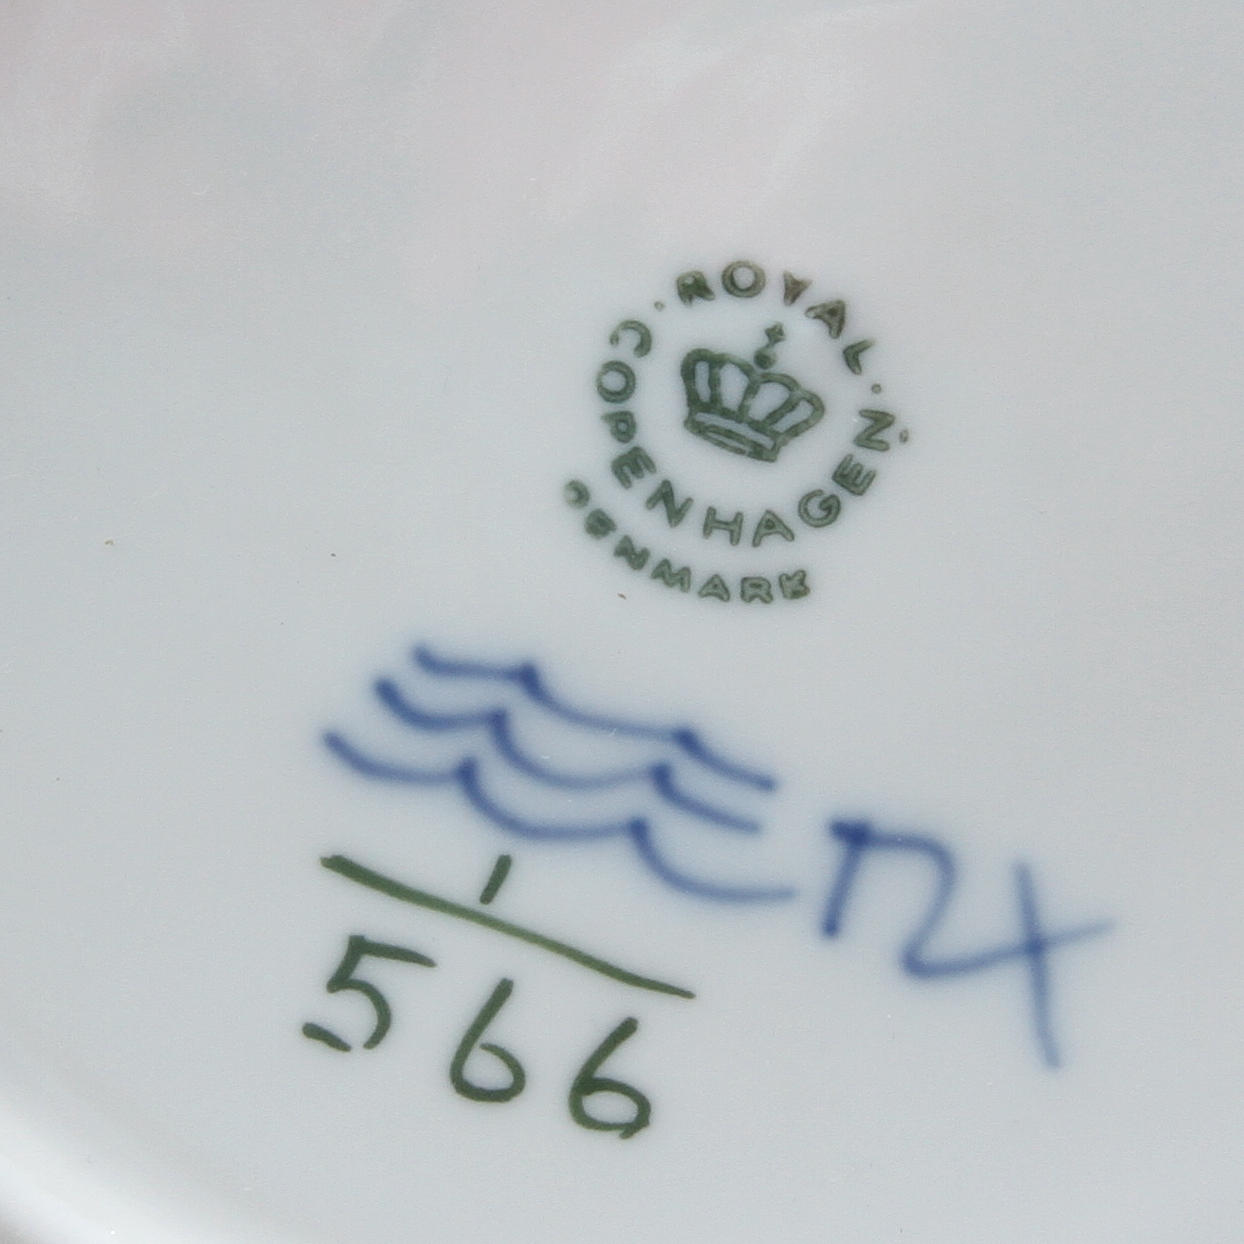 ROYAL
COPENHAGEN
DENMARK
1
566